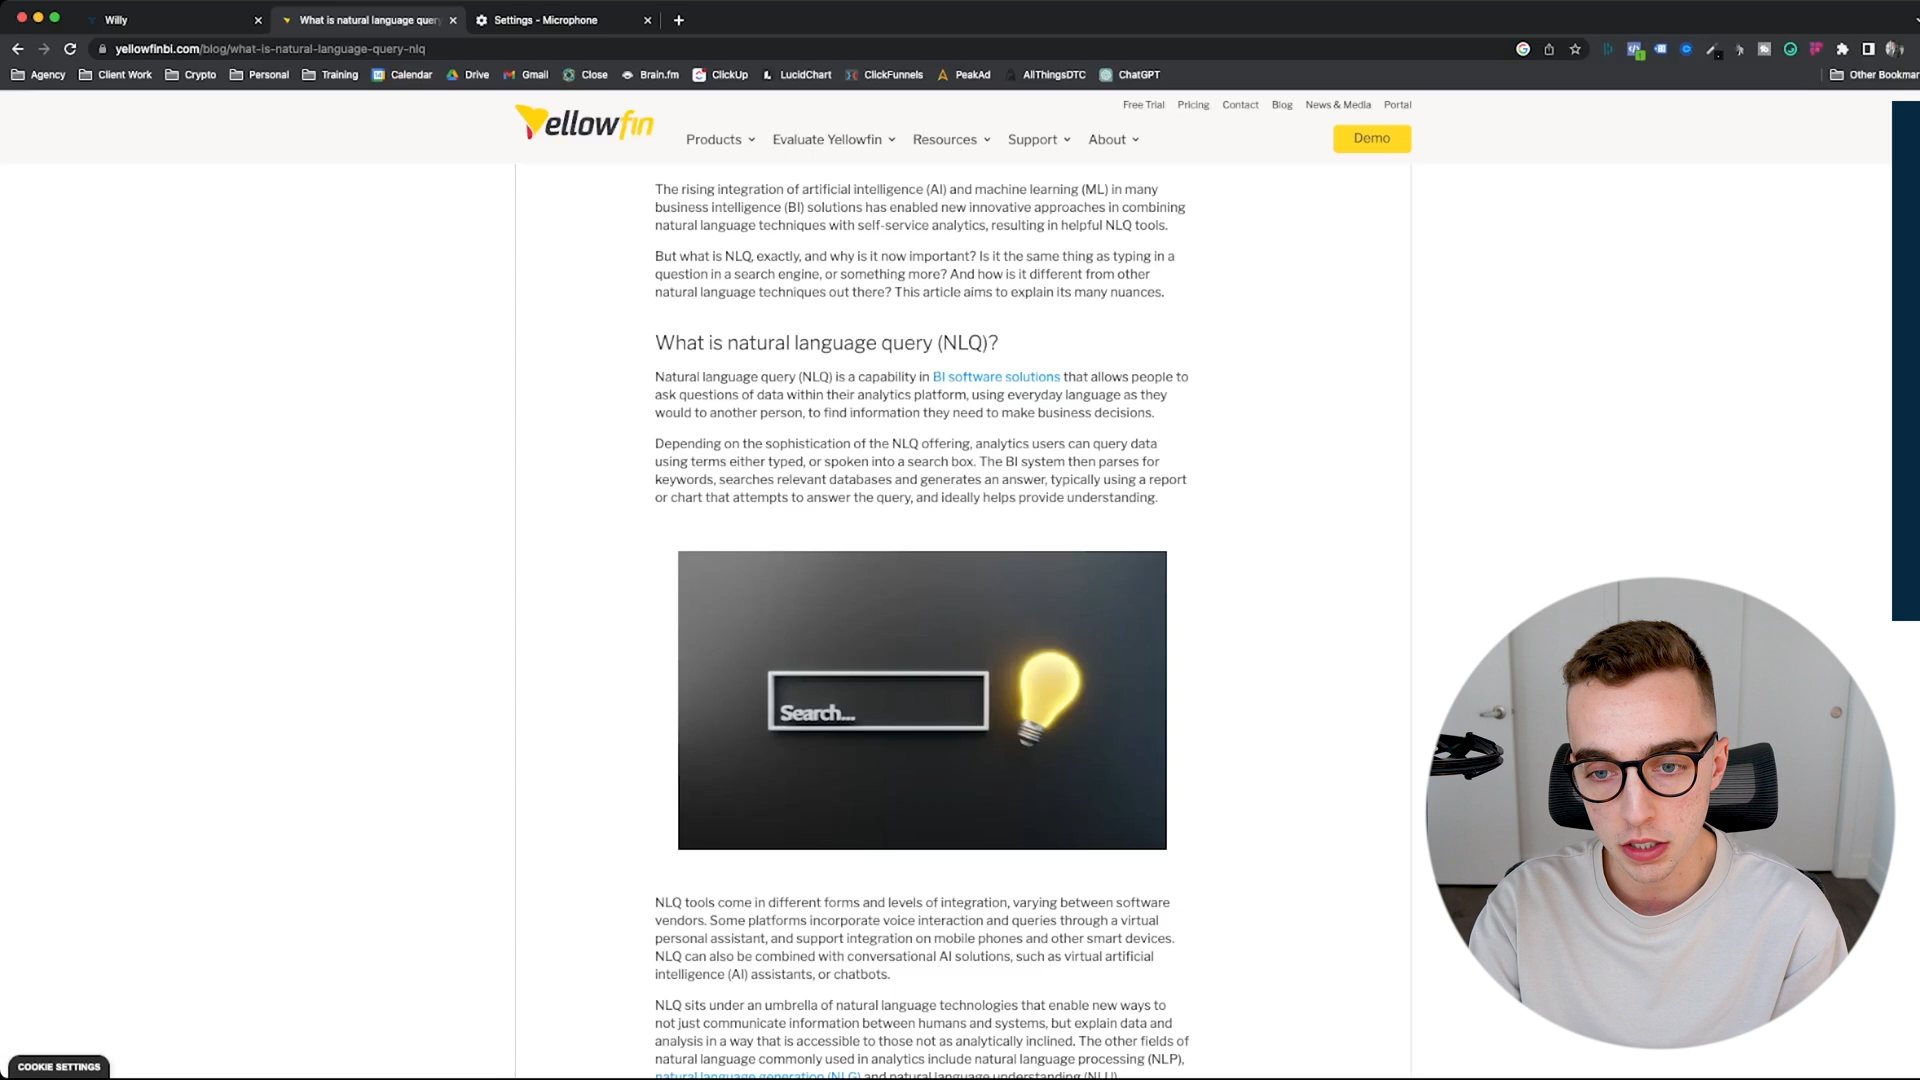 Willy
What is natural language query
Settings - Microphone
yellowfinbi.com/blog/what-is-natural-language-query-nlq
Agency
Client Work
Crypto
Personal
Training
Calendar
Drive
Gmail
Close
Brain.fm
ClickUp
LucidChart
ClickFunnels
PeakAd
AllThingsDTC
ChatGPT
Other Bookmar
Free Trial
Pricing
Contact
Blog
News & Media
Portal
Yellowfin
Products
Evaluate Yellowfin
Resources
Support
About
Demo
The rising integration of artificial intelligence (AI) and machine learning (ML) in many
business intelligence (BI) solutions has enabled new innovative approaches in combining
natural language techniques with self-service analytics, resulting in helpful NLQ tools.
But what is NLQ, exactly, and why is it now important? Is it the same thing as typing in a
question in a search engine, or something more? And how is it different from other
natural language techniques out there? This article aims to explain its many nuances.
What is natural language query (NLQ)?
Natural language query (NLQ) is a capability in BI software solutions that allows people to
ask questions of data within their analytics platform, using everyday language as they
would to another person, to find information they need to make business decisions.
Depending on the sophistication of the NLQ offering, analytics users can query data
using terms either typed, or spoken into a search box. The BI system then parses for
keywords, searches relevant databases and generates an answer, typically using a report
or chart that attempts to answer the query, and ideally helps provide understanding.
Search...
NLQ tools come in different forms and levels of integration, varying between software
vendors. Some platforms incorporate voice interaction and queries through a virtual
personal assistant, and support integration on mobile phones and other smart devices.
NLQ can also be combined with conversational AI solutions, such as virtual artificial
intelligence (AI) assistants, or chatbots.
NLQ sits under an umbrella of natural language technologies that enable new ways to
not just communicate information between humans and systems, but explain data and
analysis in a way that is accessible to those not as analytically inclined. The other fields of
natural language commonly used in analytics include natural language processing (NLP),
natural language generation (NLG) and natural language understanding (NLU)
COOKIE SETTINGS